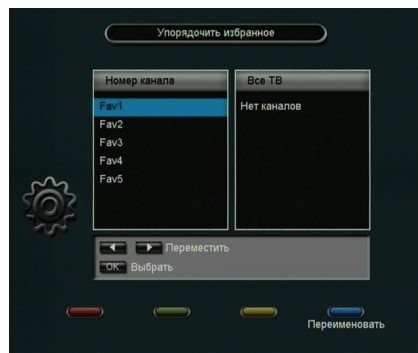 Упорядочить избранное
Номер канала
Все ТВ
Fav1
Нет каналов
Fav2
Fav3
Fav4
Fav5
Переместить
OK Выбрать
Переименовать